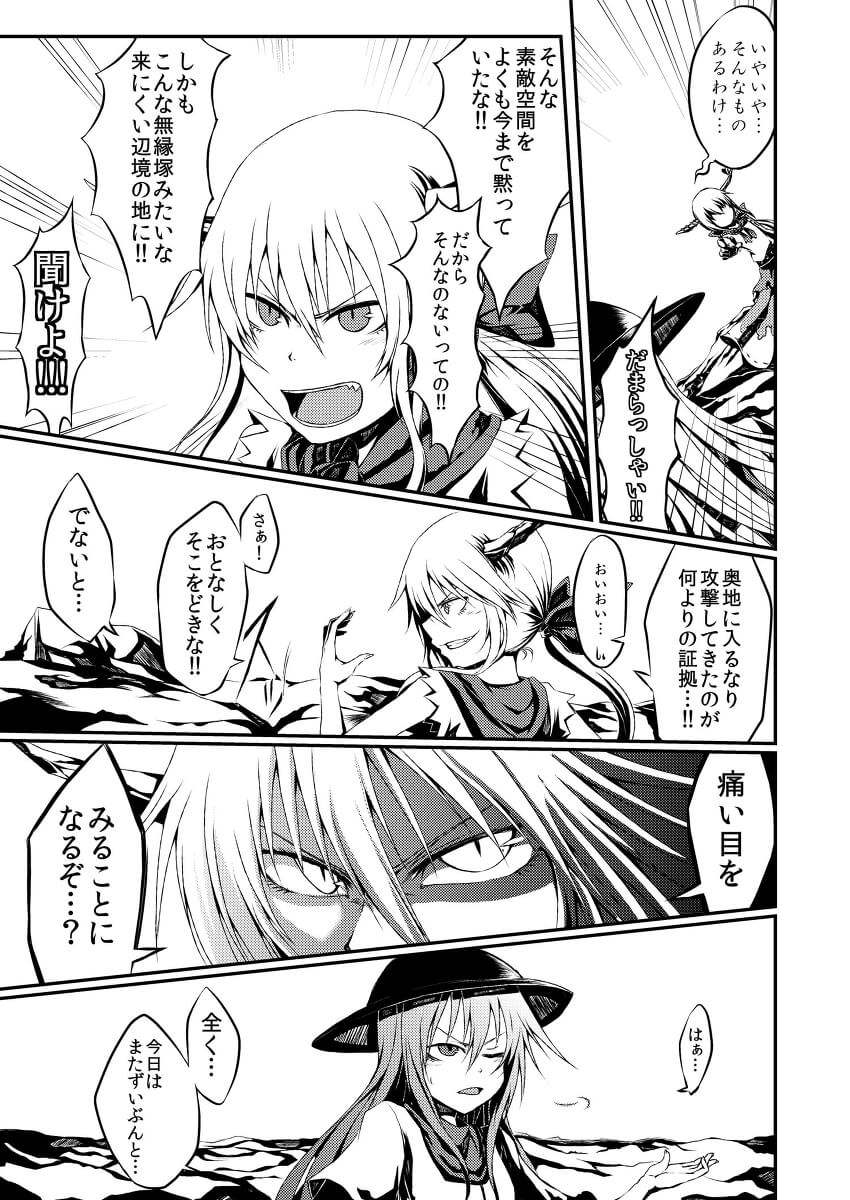 いやいや…
そんなもの
あるわけ…
だまらっしゃい!!
そんな
素敵空間を
よくも今まで黙って
いたな!!
だから
そんなのないっての!!
しかも
こんな無縁塚みたいな
来にくい辺境の地に!!
聞けよ!!!
奥地に入るなり
攻撃してきたのが
何よりの証拠…!!
おいおい…
さぁ！
おとなしく
そこをどきな!!
でないと…
痛い目を
みることに
なるぞ…？
はぁ…
全く…
今日は
またずいぶんと…